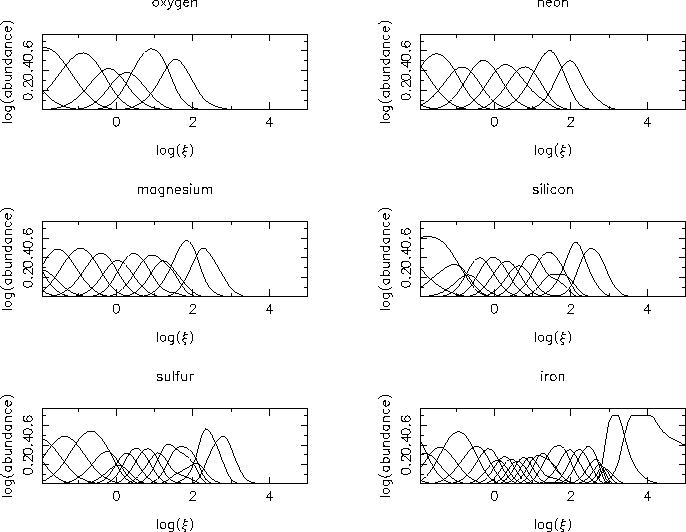 oxygen neon
log(abundance) 0.20.40.6 log(abundance) 0.20.40.6
0 2 4 0 2 4
log(ξ) log(ξ)
magnesium silicon
log(abundance) 0.20.40.6 log(abundance) 0.20.40.6
0 2 4 0 2 4
log(ξ) log(ξ)
sulfur iron
log(abundance) 0.20.40.6 log(abundance) 0.20.40.6
0 2 4 0 2 4
log(ξ) log(ξ)